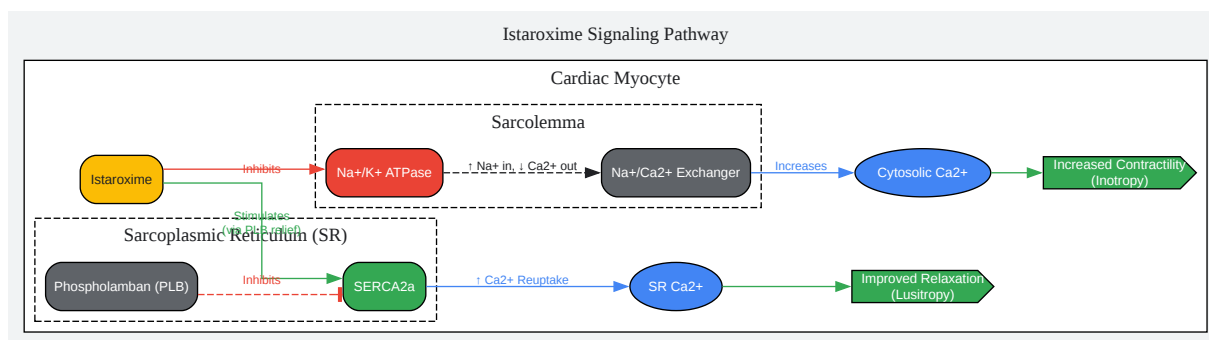 Istaroxime Signaling Pathway
Cardiac Myocyte
Sarcolemma
Istaroxime
Inhibits
Na+/K+ ATPase
↑ Na+ in, ↓ Ca2+ out
Na+/Ca2+ Exchanger
Increases
Cytosolic Ca2+
Increased Contractility
(Inotropy)
Stimulates
(via PLB relief)
Sarcoplasmic Reticulum (SR)
Phospholamban (PLB)
Inhibits
SERCA2a
↑ Ca2+ Reuptake
SR Ca2+
Improved Relaxation
(Lusitropy)